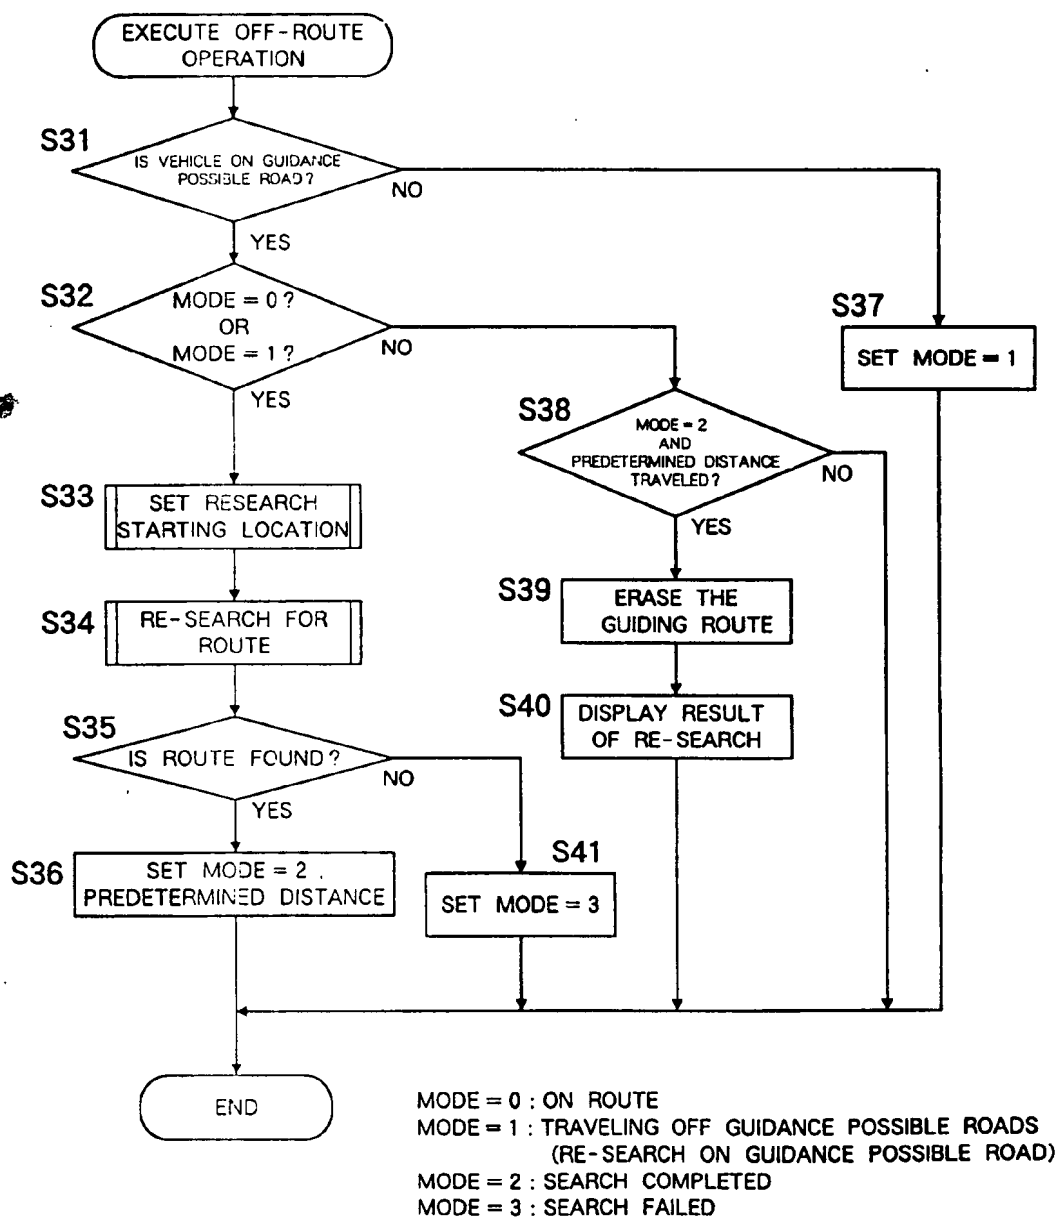 EXECUTE OFF-ROUTE
OPERATION
S31
IS VEHICLE ON GUIDANCE
POSSIBLE ROAD?
NO
YES
S32
MODE = 0?
OR
MODE = 1?
NO
YES
S37
SET MODE = 1
S38
MODE = 2
AND
PREDETERMINED DISTANCE
TRAVELED?
NO
YES
S33
SET RESEARCH
STARTING LOCATION
S39
ERASE THE
GUIDING ROUTE
S34
RE-SEARCH FOR
ROUTE
S40
DISPLAY RESULT
OF RE-SEARCH
S35
IS ROUTE FOUND?
NO
YES
S36
SET MODE = 2 ,
PREDETERMINED DISTANCE
S41
SET MODE = 3
END
MODE = 0 : ON ROUTE
MODE = 1 : TRAVELING OFF GUIDANCE POSSIBLE ROADS
(RE-SEARCH ON GUIDANCE POSSIBLE ROAD)
MODE = 2 : SEARCH COMPLETED
MODE = 3 : SEARCH FAILED